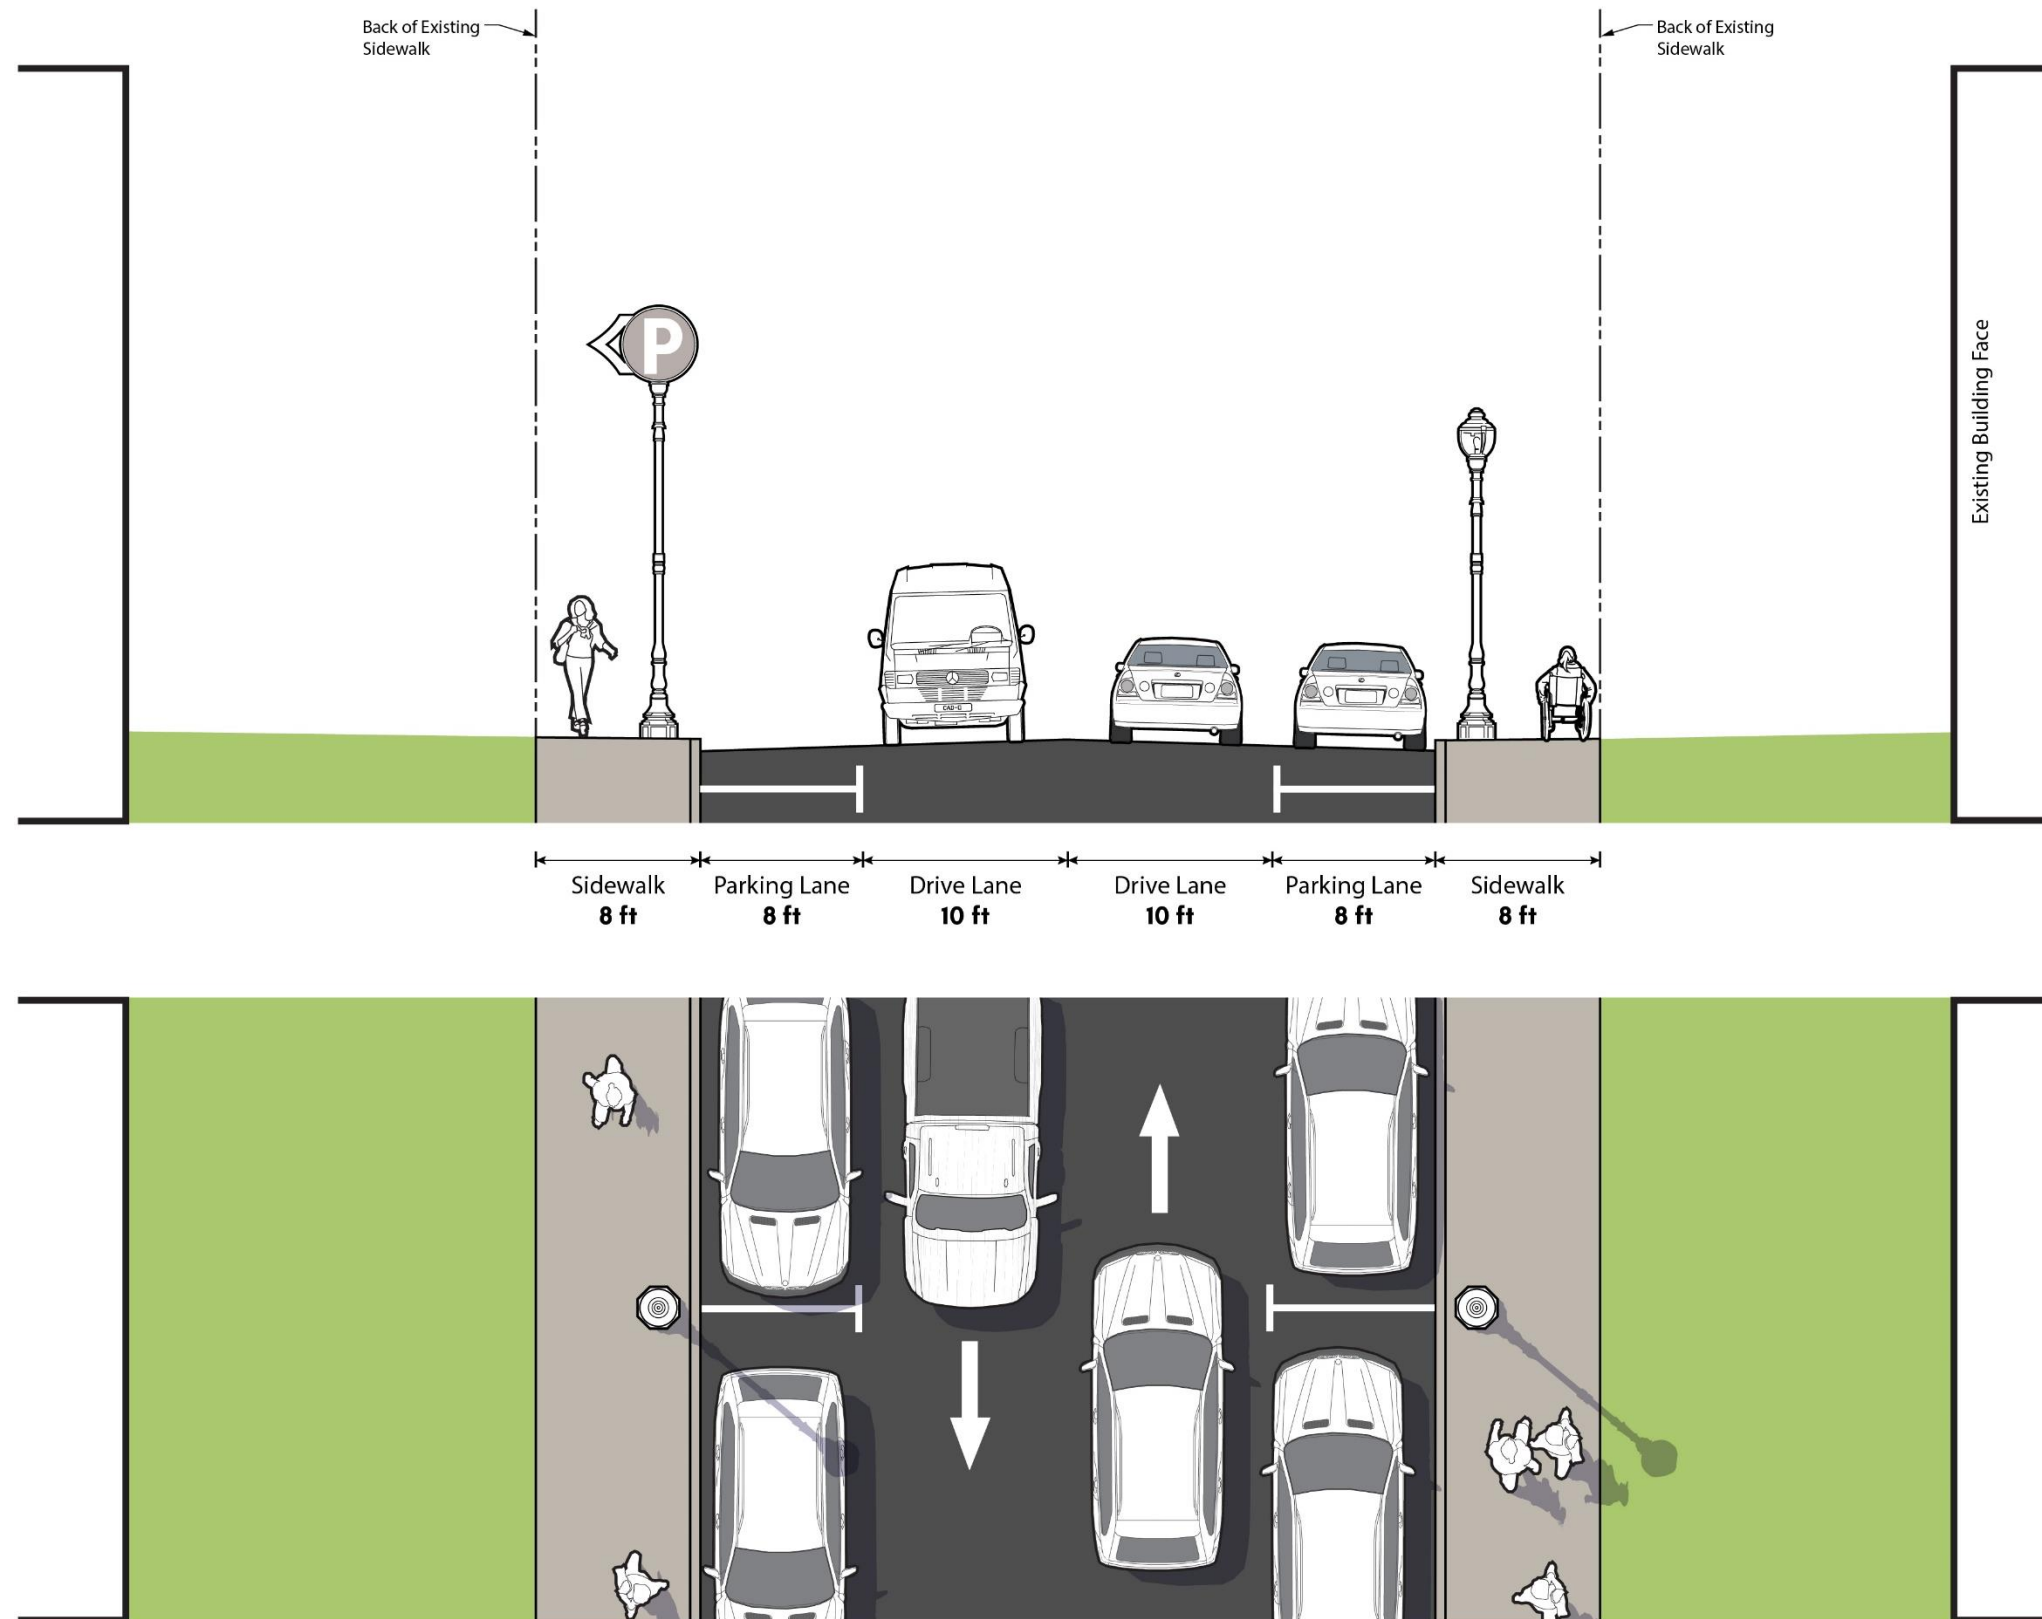 Back of Existing
Sidewalk
Back of Existing
Sidewalk
P
Existing Building Face
CAD-C
Sidewalk
8 ft
Parking Lane
8 ft
Drive Lane
10 ft
Drive Lane
10 ft
Parking Lane
8 ft
Sidewalk
8 ft